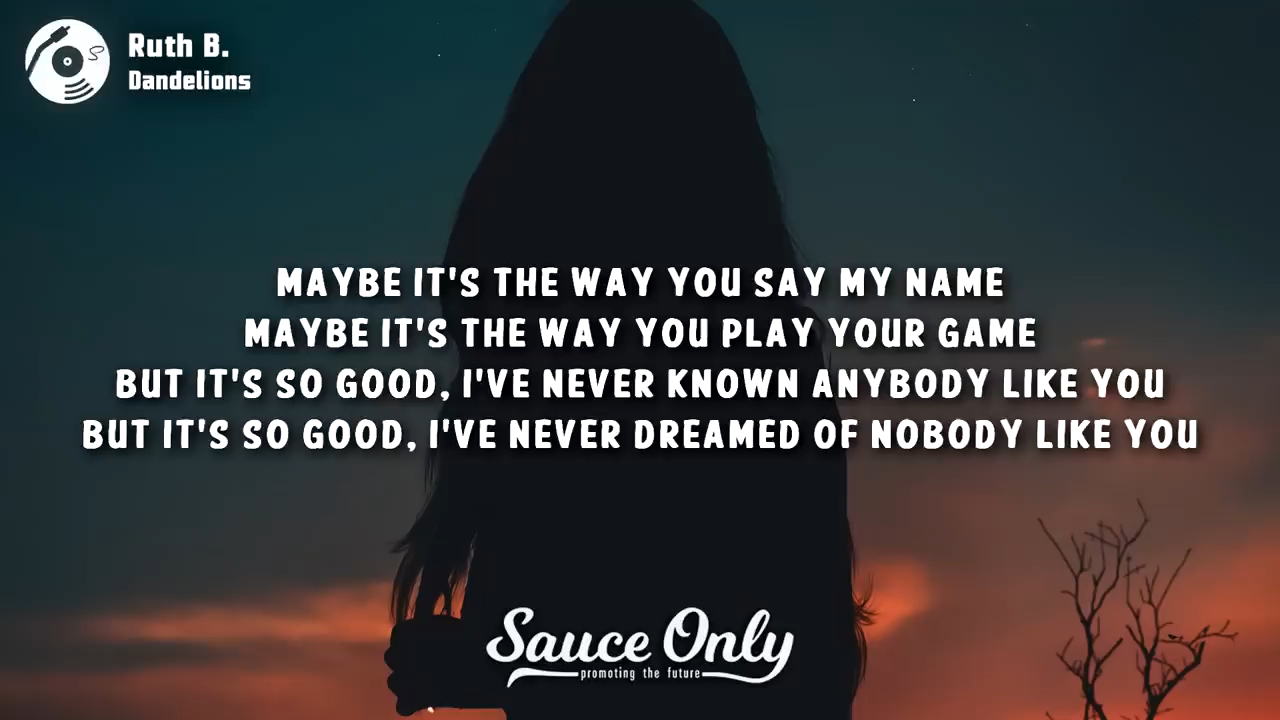 Ruth B.
Dandelions
MAYBE IT'S THE WAY YOU SAY MY NAME
MAYBE IT'S THE WAY YOU PLAY YOUR GAME
BUT IT'S SO GOOD, I'VE NEVER KNOWN ANYBODY LIKE YOU
BUT IT'S SO GOOD, I'VE NEVER DREAMED OF NOBODY LIKE YOU
Sauce Only
promoting the future